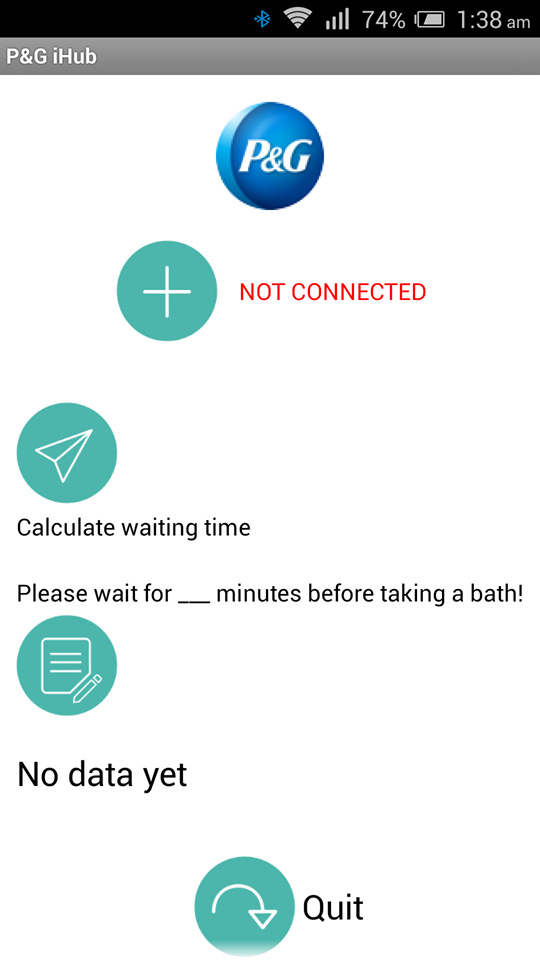 74% 1:38 am
P&G iHub
P&G
NOT CONNECTED
Calculate waiting time
Please wait for ___ minutes before taking a bath!
No data yet
Quit